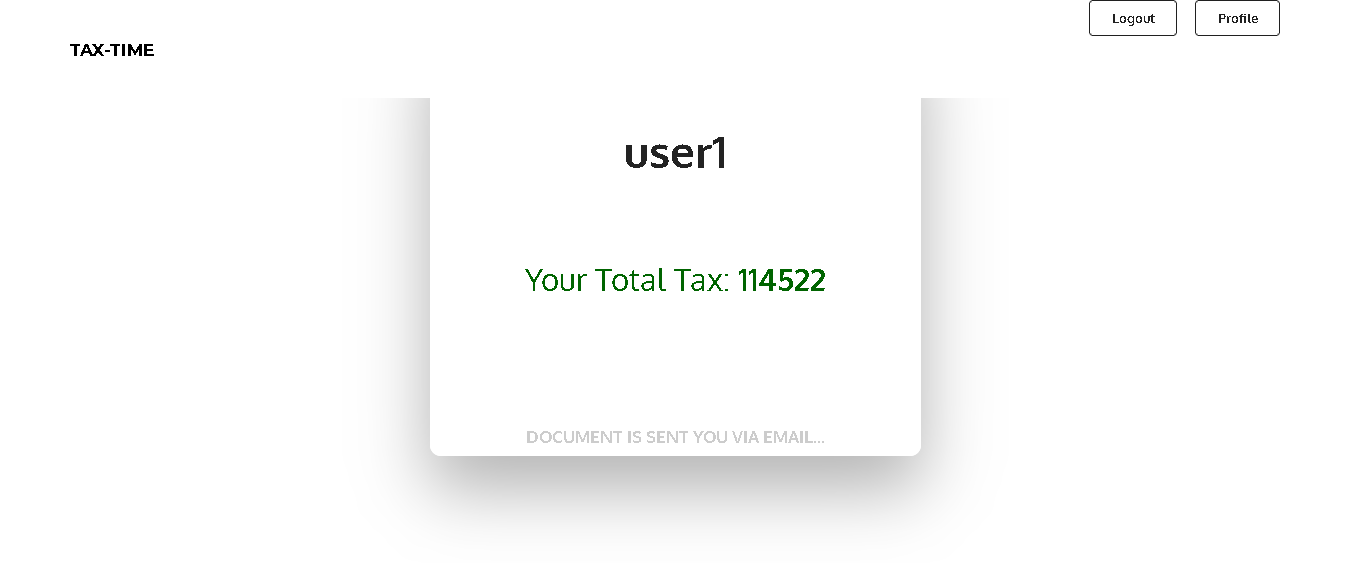 Logout Profile
TAX-TIME
user1
Your Total Tax: 114522
DOCUMENT IS SENT YOU VIA EMAIL...